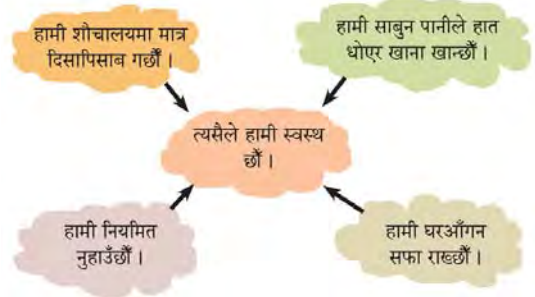 हामी शौचालयमा मात्र
दिसापिसाब गर्छौँ ।
हामी साबुन पानीले हात
धोएर खाना खान्छौँ ।
त्यसैले हामी स्वस्थ
छौँ ।
हामी नियमित
नुहाउँछौँ ।
हामी घरआँगन
सफा राख्छौँ ।